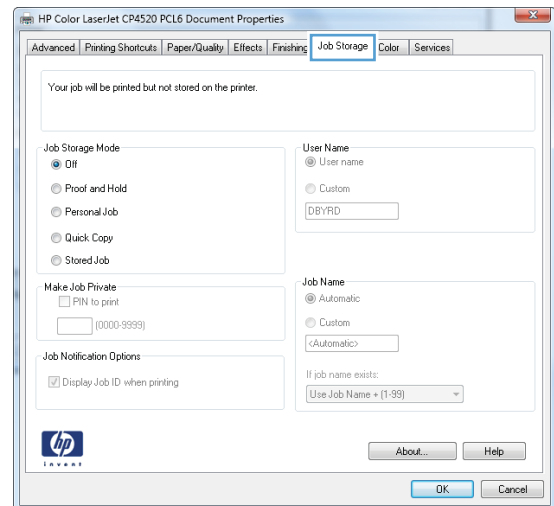 HP Color LaserJet CP4520 PCL6 Document Properties
Advanced Printing Shortcuts Paper/Quality Effects Finishing Job Storage Color Services
Your job will be printed but not stored on the printer.
Job Storage Mode
Off
Proof and Hold
Personal Job
Quick Copy
Stored Job
User Name
User name
Custom
DBYRD
Make Job Private
PIN to print
(0000-9999)
Job Notification Options
Display Job ID when printing
Job Name
Automatic
Custom
<Automatic>
If job name exists:
Use Job Name + (1-99)
hp
invent
About... Help
OK Cancel